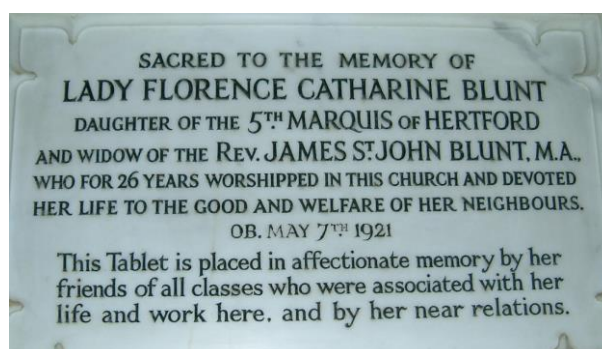 SACRED TO THE MEMORY OF
LADY FLORENCE CATHARINE BLUNT
DAUGHTER OF THE 5TH MARQUIS OF HERTFORD
AND WIDOW OF THE REV. JAMES ST JOHN BLUNT, M.A.,
WHO FOR 26 YEARS WORSHIPPED IN THIS CHURCH AND DEVOTED
HER LIFE TO THE GOOD AND WELFARE OF HER NEIGHBOURS.
OB. MAY 7TH 1921
This Tablet is placed in affectionate memory by her
friends of all classes who were associated with her
life and work here, and by her near relations.